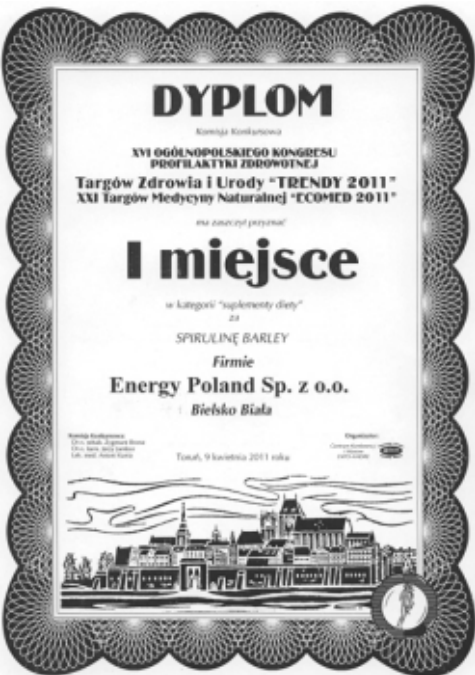 DYPLOM
Komisja Konkursowa
XVI OGÓLNOPOLSKIEGO KONGRESU
PROFILAKTYKI ZDROWOTNEJ
Targów Zdrowia i Urody "TRENDY 2011"
XXI Targów Medycyny Naturalnej "ECOMED 2011"
ma zaszczyt przyznać
I miejsce
w kategorii "suplementy diety"
za
SPIRULINĘ BARLEY
Firmie
Energy Poland Sp. z o.o.
Bielsko Biała
Komisja Konkursowa:
Organizator:
Toruń, 9 kwietnia 2011 roku